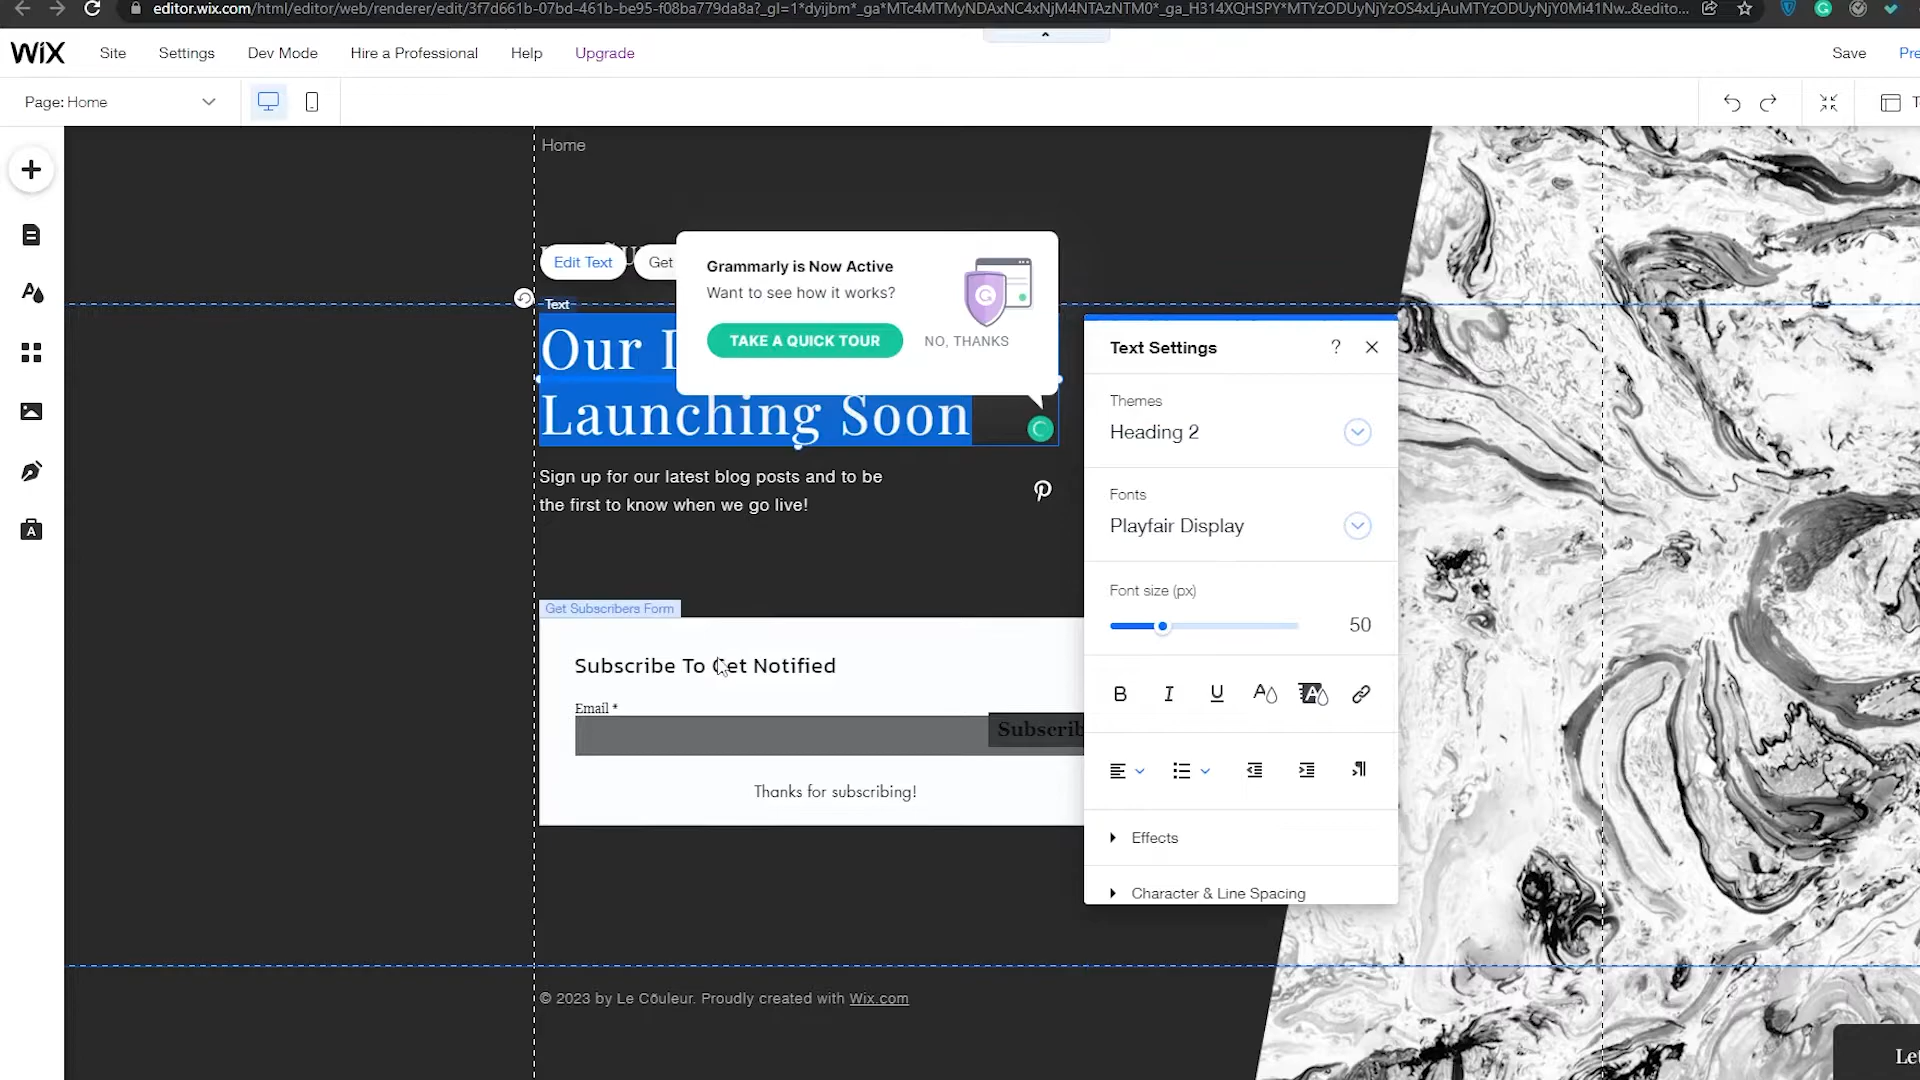 editor.wix.com/html/editor/web/renderer/edit/3f7d661b-07bd-461b-be95-f08ba779da8a?_gl=1*dyijbm*_ga*MTc4MTMyNDAxNC4xNjM4NTAzNTM0*_ga_H314XQHSPY*MTYzODUyNjYzOS4xLjAuMTYzODUyNjY0Mi41Nw..&edito...
WiX Site Settings Dev Mode Hire a Professional Help Upgrade Save Pre
Page: Home
Home
Edit Text Get
Grammarly is Now Active
Want to see how it works?
TAKE A QUICK TOUR NO, THANKS
Text
Our
Launching Soon
Sign up for our latest blog posts and to be
the first to know when we go live!
Get Subscribers Form
Subscribe To Get Notified
Email *
Subscrib
Thanks for subscribing!
© 2023 by Le Cōuleur. Proudly created with Wix.com
Text Settings ?
Themes
Heading 2
Fonts
Playfair Display
Font size (px)
50
B I U A A
Effects
Character & Line Spacing
Let